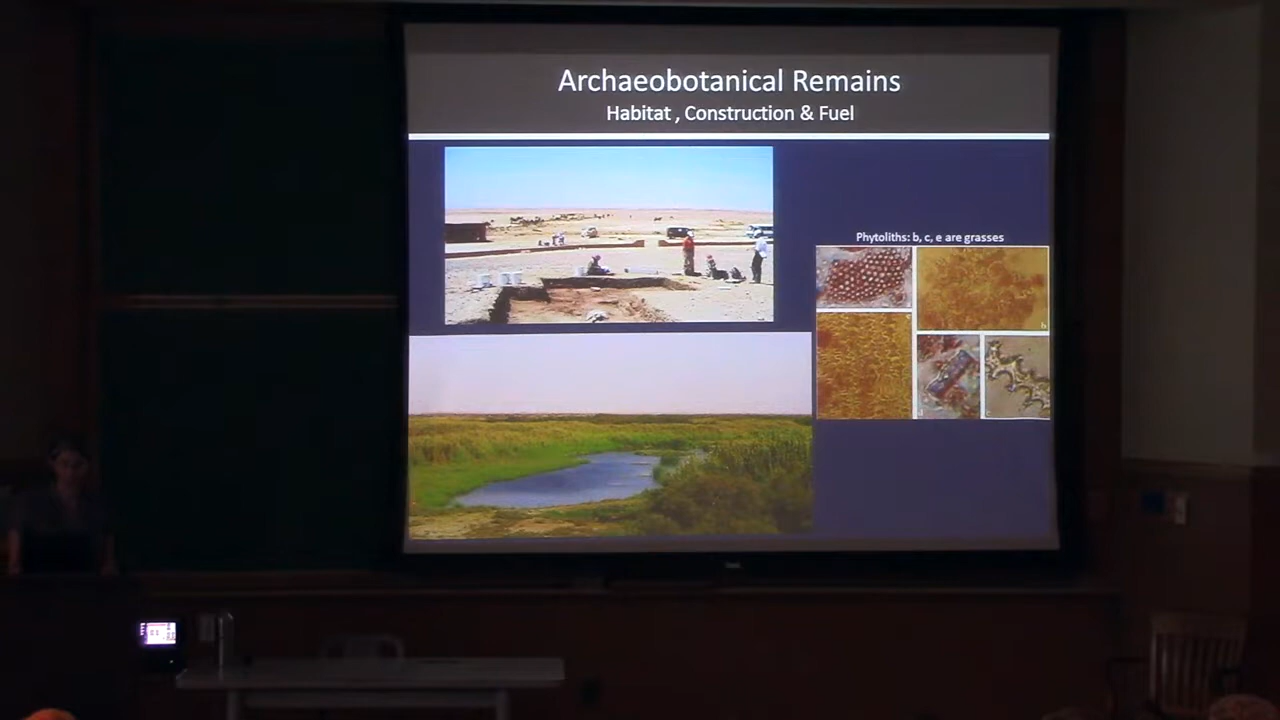 Archaeobotanical Remains
Habitat , Construction & Fuel
Phytoliths: b, c, e are grasses
b
d